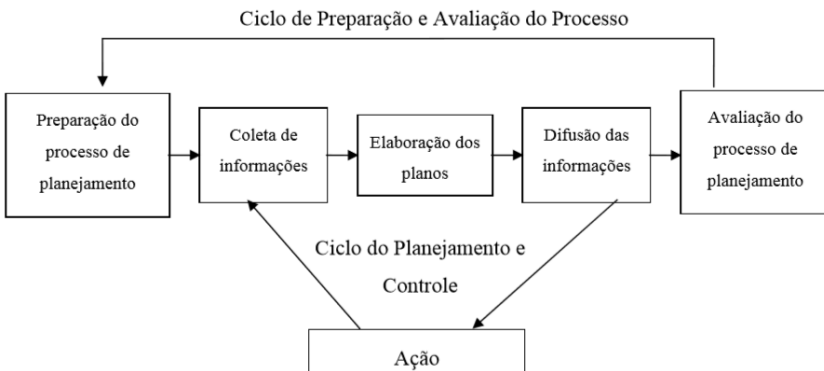 Ciclo de Preparação e Avaliação do Processo
Preparação do
processo de
planejamento
Coleta de
informações
Elaboração dos
planos
Difusão das
informações
Avaliação do
processo de
planejamento
Ciclo do Planejamento e
Controle
Ação